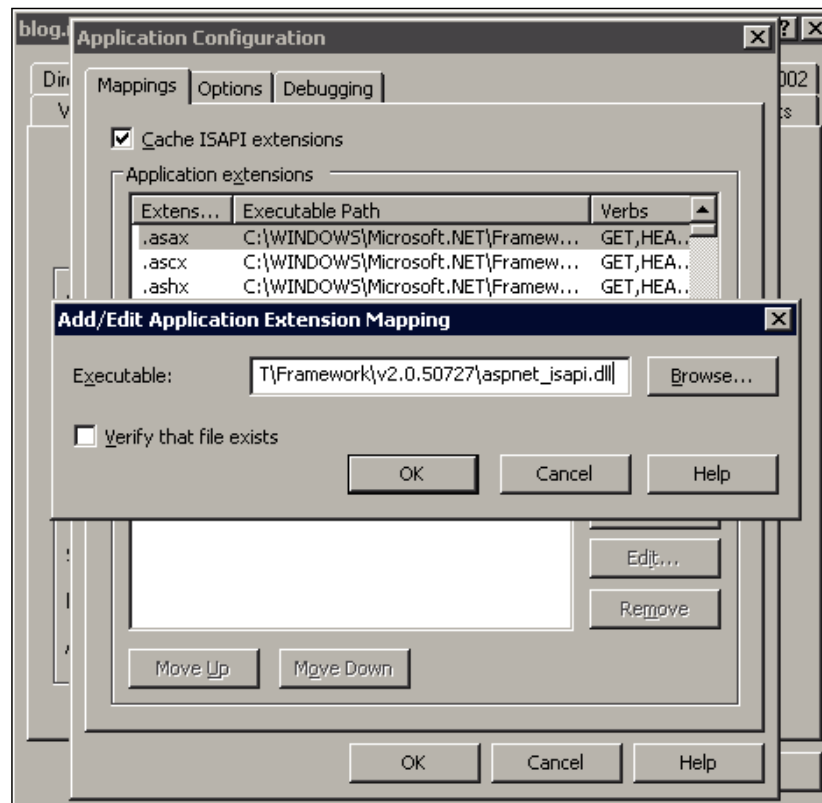 blog.
Application Configuration
Dir
002
Mappings Options Debugging
V
s
Cache ISAPI extensions
Application extensions
Extens... Executable Path Verbs
.asax C:\WINDOWS\Microsoft.NET\Framew... GET,HEA..
.ascx C:\WINDOWS\Microsoft.NET\Framew... GET,HEA..
.ashx C:\WINDOWS\Microsoft.NET\Framew... GET,HEA..
Add/Edit Application Extension Mapping
Executable: T\Framework\v2.0.50727\aspnet_isapi.dll Browse...
Verify that file exists
OK Cancel Help
Edit...
Remove
Move Up Move Down
OK Cancel Help